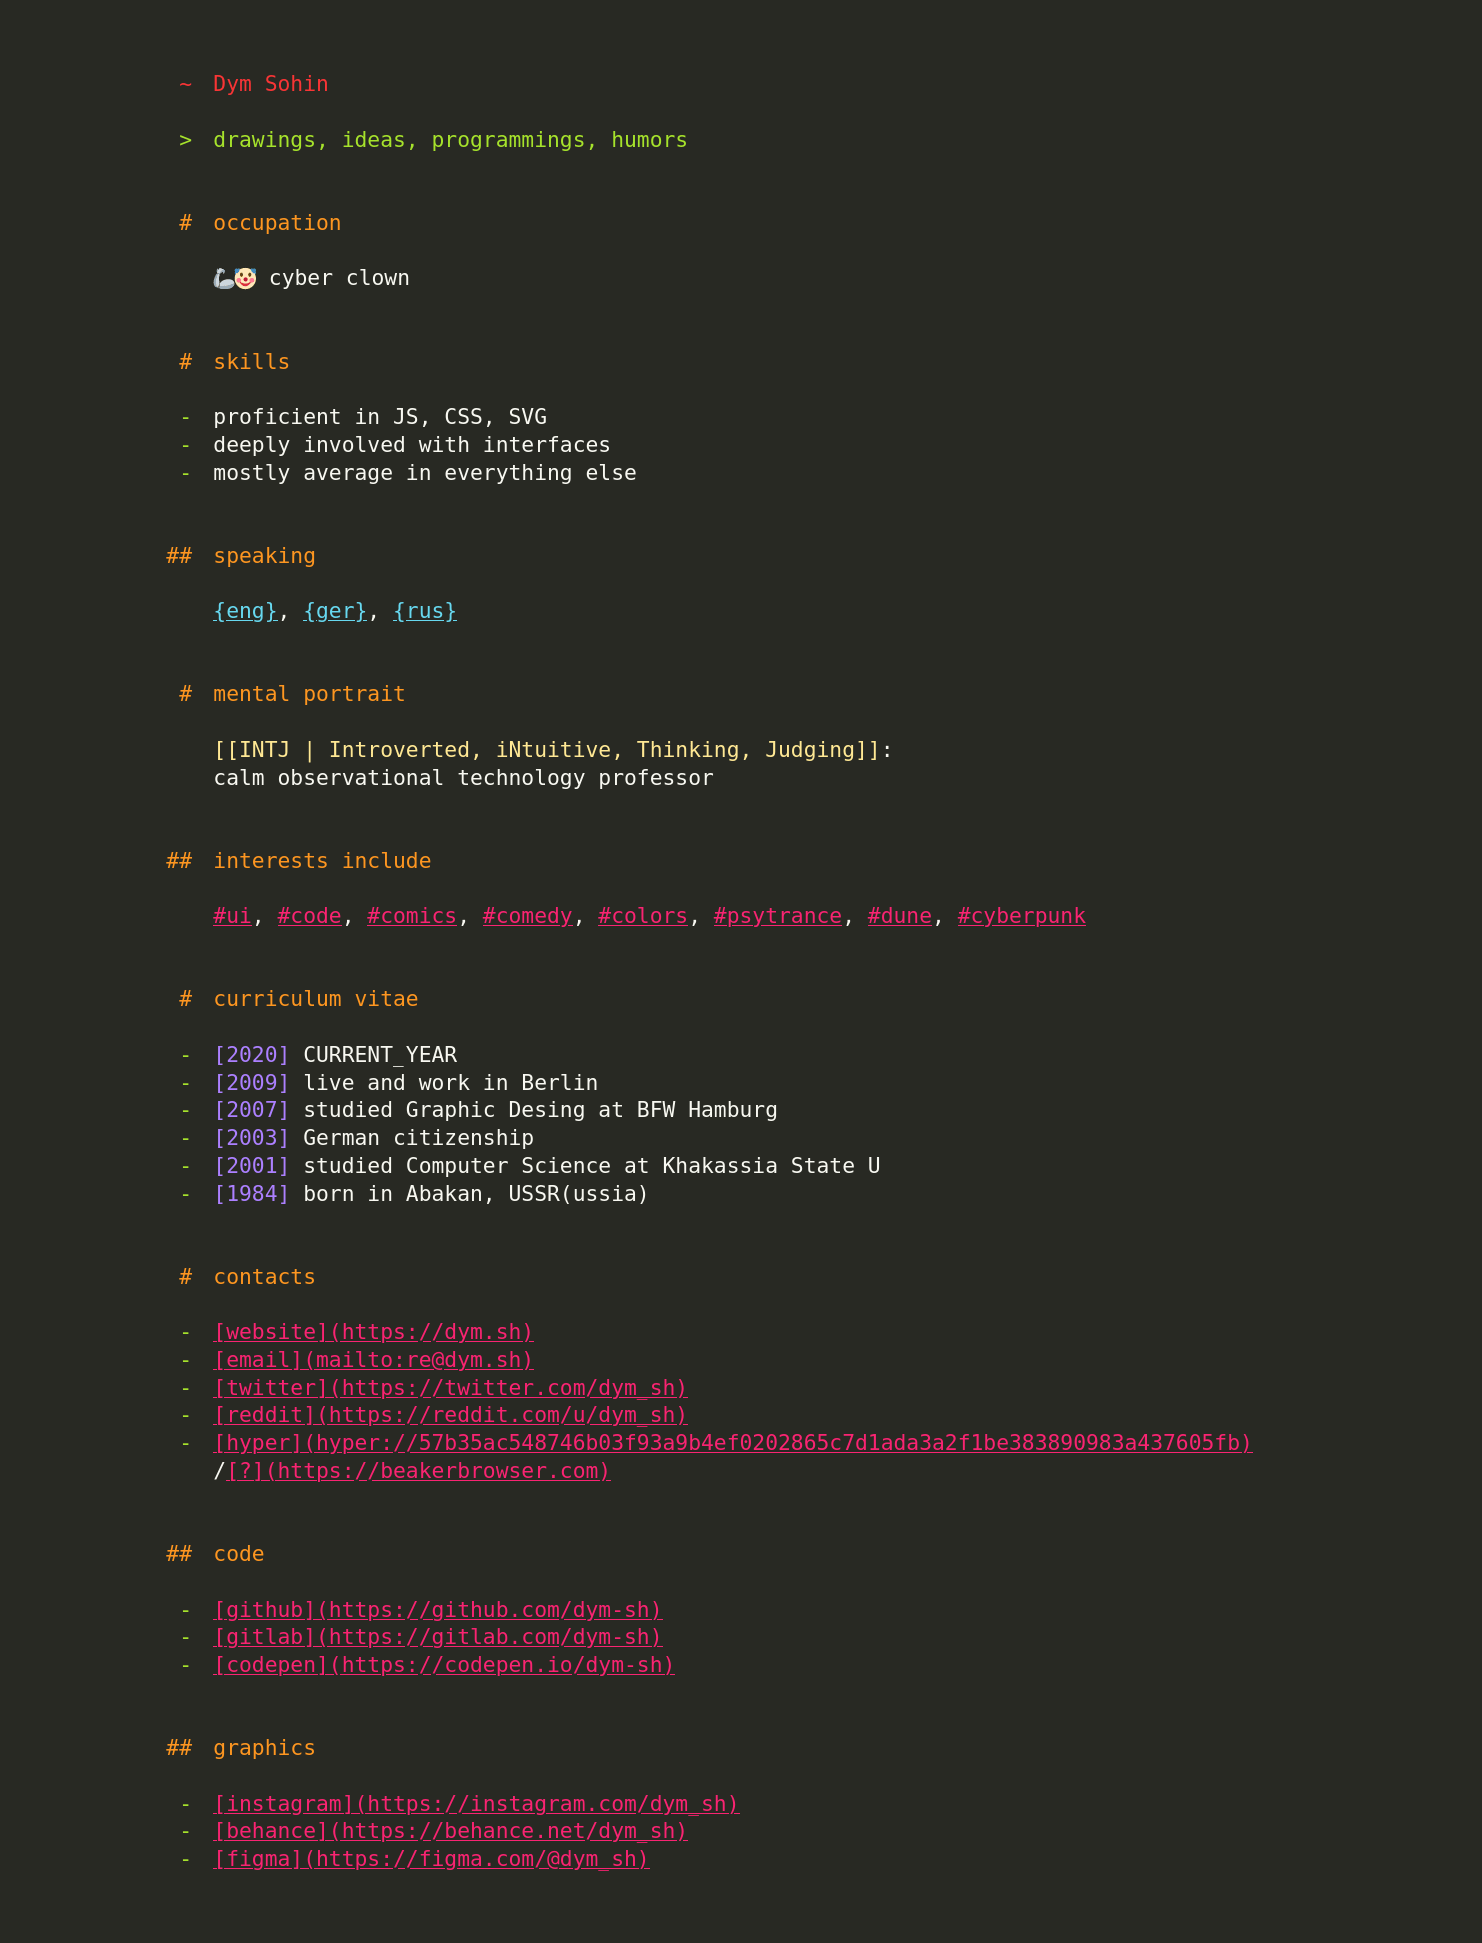 ~ Dym Sohin
> drawings, ideas, programmings, humors
# occupation
🦾🤡 cyber clown
# skills
- proficient in JS, CSS, SVG
- deeply involved with interfaces
- mostly average in everything else
## speaking
{eng}, {ger}, {rus}
# mental portrait
[[INTJ | Introverted, iNtuitive, Thinking, Judging]]:
calm observational technology professor
## interests include
#ui, #code, #comics, #comedy, #colors, #psytrance, #dune, #cyberpunk
# curriculum vitae
- [2020] CURRENT_YEAR
- [2009] live and work in Berlin
- [2007] studied Graphic Desing at BFW Hamburg
- [2003] German citizenship
- [2001] studied Computer Science at Khakassia State U
- [1984] born in Abakan, USSR(ussia)
# contacts
- [website](https://dym.sh)
- [email](mailto:re@dym.sh)
- [twitter](https://twitter.com/dym_sh)
- [reddit](https://reddit.com/u/dym_sh)
- [hyper](hyper://57b35ac548746b03f93a9b4ef0202865c7d1ada3a2f1be383890983a437605fb)
/[?](https://beakerbrowser.com)
## code
- [github](https://github.com/dym-sh)
- [gitlab](https://gitlab.com/dym-sh)
- [codepen](https://codepen.io/dym-sh)
## graphics
- [instagram](https://instagram.com/dym_sh)
- [behance](https://behance.net/dym_sh)
- [figma](https://figma.com/@dym_sh)